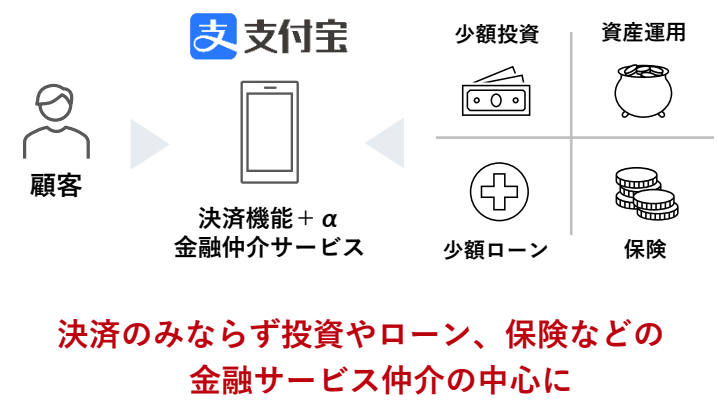 支 支付宝
少額投資
資産運用
顧客
決済機能＋α
金融仲介サービス
少額ローン
保険
決済のみならず投資やローン、保険などの
金融サービス仲介の中心に